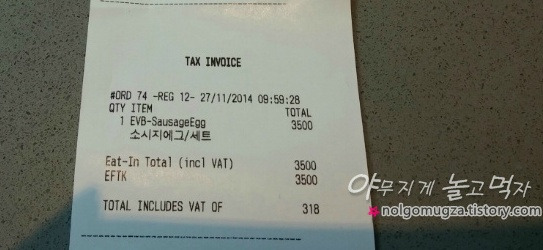 TAX INVOICE
#ORD 74 -REG 12- 27/11/2014 09:59:28
QTY ITEM TOTAL
1 EVB-SausageEgg 3500
소시지에그/세트
Eat-In Total (incl VAT) 3500
EFTK 3500
TOTAL INCLUDES VAT OF 318
야무지게 놀고먹자
nolgomugza.tistory.com